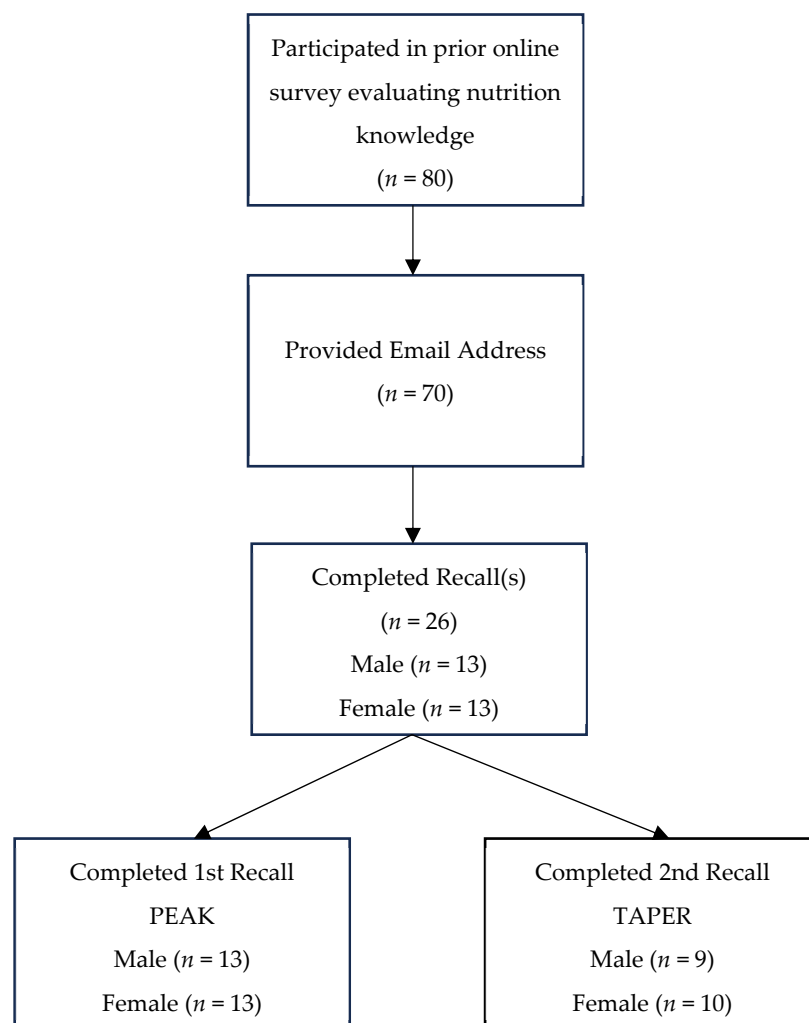 Participated in prior online
survey evaluating nutrition
knowledge
(n = 80)
Provided Email Address
(n = 70)
Completed Recall(s)
(n = 26)
Male (n = 13)
Female (n = 13)
Completed 1st Recall
PEAK
Male (n = 13)
Female (n = 13)
Completed 2nd Recall
TAPER
Male (n = 9)
Female (n = 10)